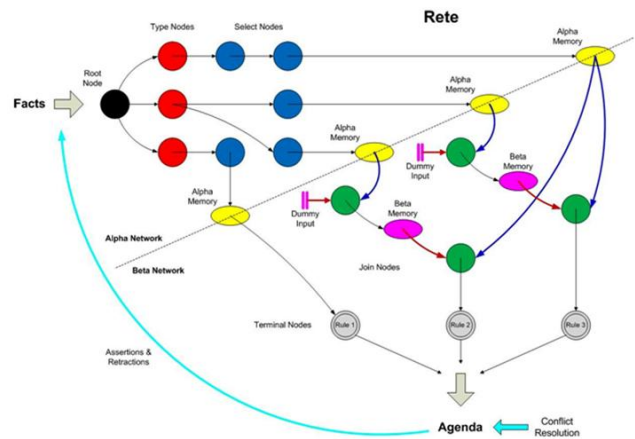 Rete
Type Nodes
Select Nodes
Alpha
Memory
Root
Node
Facts
Alpha
Memory
Alpha
Memory
Dummy
Input
Beta
Memory
Alpha
Memory
Dummy
Input
Beta
Memory
Alpha Network
Beta Network
Join Nodes
Terminal Nodes
Rule 1
Rule 2
Rule 3
Assertions &
Retractions
Agenda
Conflict
Resolution